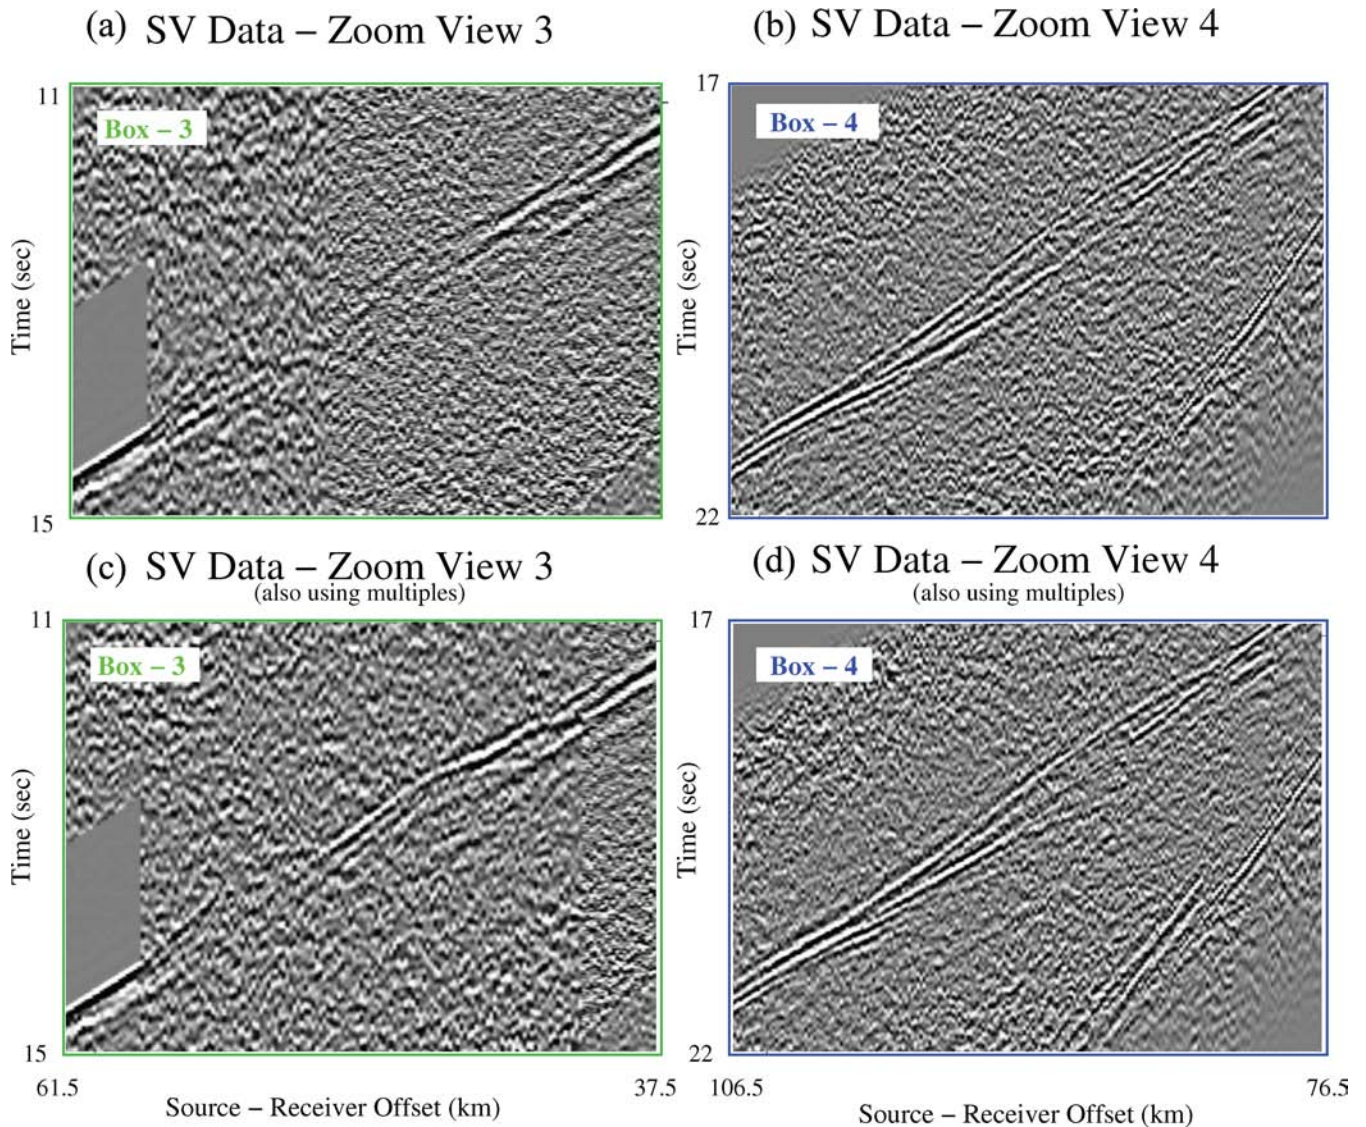 (a) SV Data – Zoom View 3
11
Box – 3
Time (sec)
15
(b) SV Data – Zoom View 4
17
Box – 4
Time (sec)
22
(c) SV Data – Zoom View 3
(also using multiples)
11
Box – 3
Time (sec)
15
61.5
37.5
Source – Receiver Offset (km)
(d) SV Data – Zoom View 4
(also using multiples)
17
Box – 4
Time (sec)
22
106.5
76.5
Source – Receiver Offset (km)